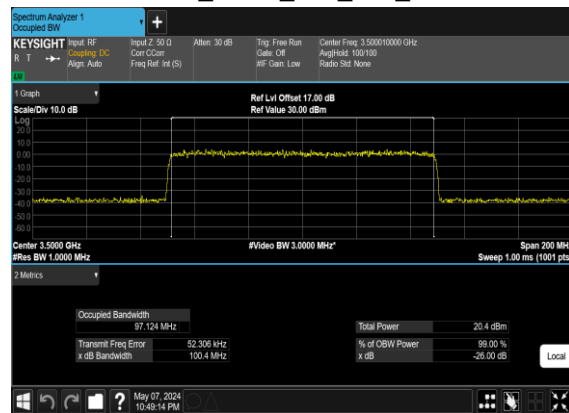 Spectrum Analyzer 1
Occupied BW
+
KEYSIGHT Input: RF Input Z: 50 Ω Atten: 30 dB Trig: Free Run Center Freq: 3.500010000 GHz
R T Coupling: DC Corr CCorr Gate: Off Avg|Hold: 100/100
Align: Auto Freq Ref: Int (S) #IF Gain: Low Radio Std: None
LW
1 Graph
Scale/Div 10.0 dB
Ref Lvl Offset 17.00 dB
Ref Value 30.00 dBm
Log
20.0
10.0
0.00
-10.0
-20.0
-30.0
-40.0
-50.0
-60.0
Center 3.5000 GHz #Video BW 3.0000 MHz* Span 200 MH
#Res BW 1.0000 MHz Sweep 1.00 ms (1001 pts
2 Metrics
Occupied Bandwidth
97.124 MHz Total Power 20.4 dBm
Transmit Freq Error 52.306 kHz % of OBW Power 99.00 %
x dB Bandwidth 100.4 MHz x dB -26.00 dB
Local
? May 07, 2024
10:49:14 PM